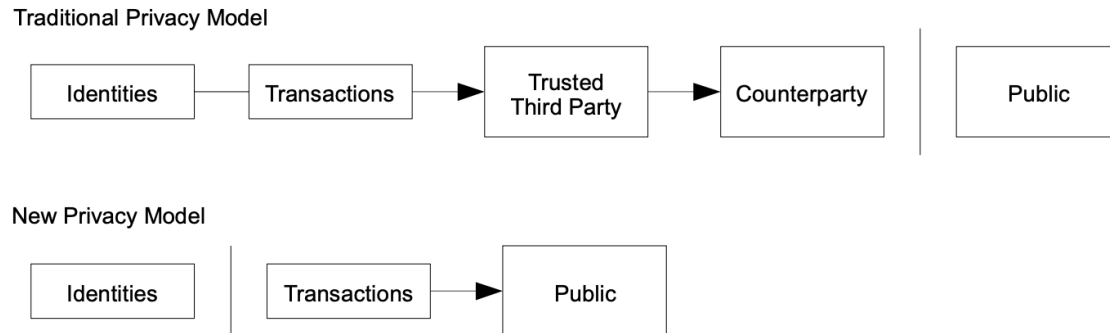 Traditional Privacy Model
Identities
Transactions
Trusted
Third Party
Counterparty
Public
New Privacy Model
Identities
Transactions
Public